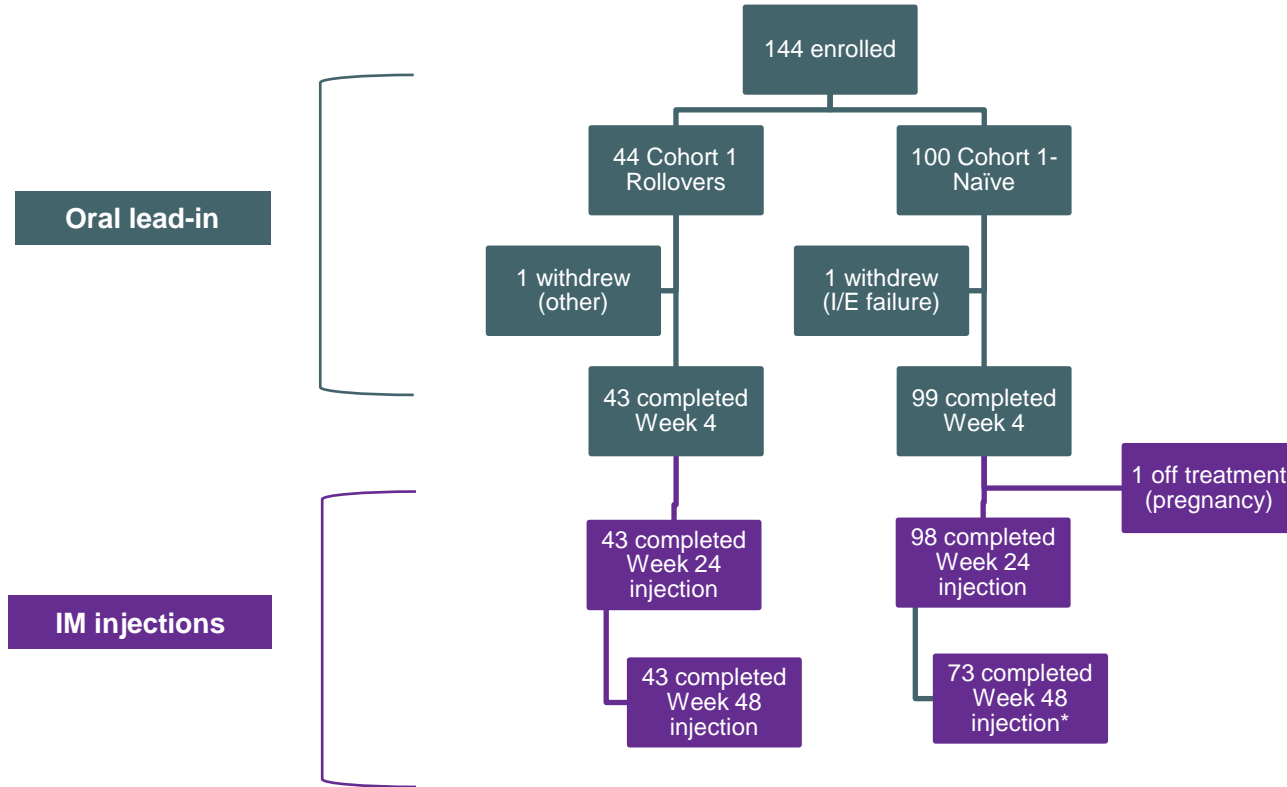 144 enrolled
44 Cohort 1
Rollovers
100 Cohort 1-
Naïve
Oral lead-in
1 withdrew
(other)
1 withdrew
(I/E failure)
43 completed
Week 4
99 completed
Week 4
1 off treatment
(pregnancy)
43 completed
Week 24
injection
98 completed
Week 24
injection
IM injections
43 completed
Week 48
injection
73 completed
Week 48
injection*